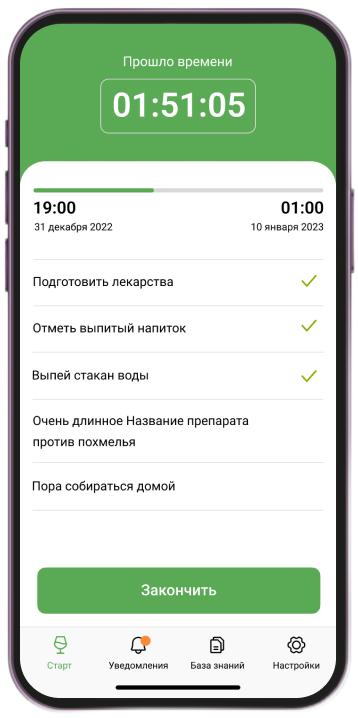 Прошло времени
01:51:05
19:00
01:00
31 декабря 2022
10 января 2023
Подготовить лекарства
Отметь выпитый напиток
Выпей стакан воды
Очень длинное Название препарата
против похмелья
Пора собираться домой
Закончить
Старт
Уведомления
База знаний
Настройки